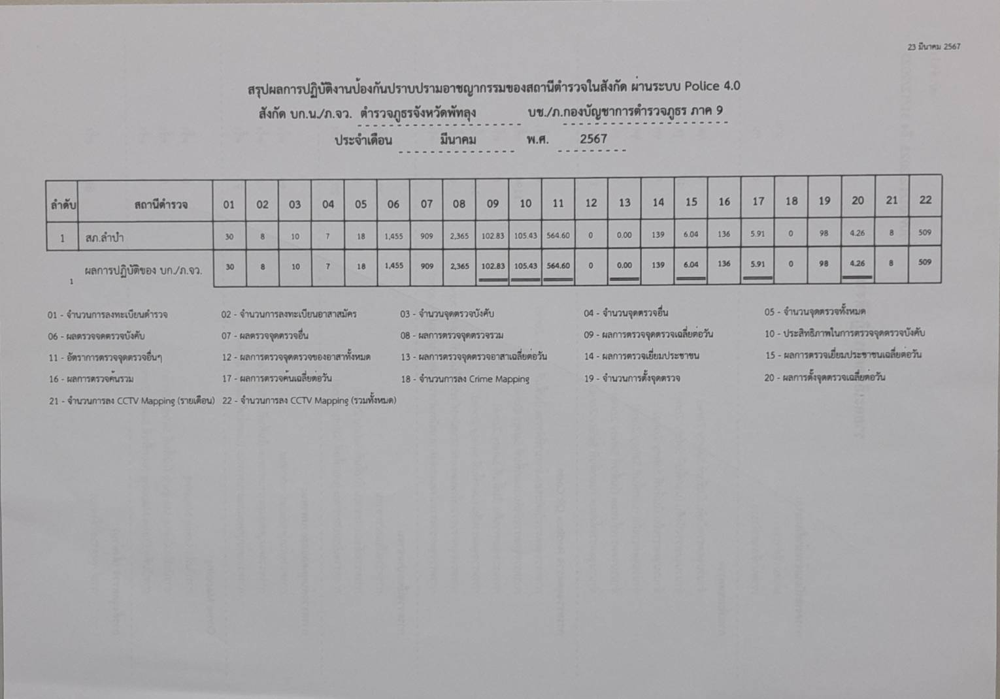 23 มีนาคม 2567
สรุปผลการปฏิบัติงานป้องกันปราบปรามอาชญากรรมของสถานีตำรวจในสังกัด ผ่านระบบ Police 4.0
สังกัด บก.น./ภ.จว. ตำรวจภูธรจังหวัดพัทลุง บช./ภ.กองบัญชาการตำรวจภูธร ภาค 9
ประจำเดือน มีนาคม พ.ศ. 2567
ลำดับ สถานีตำรวจ 01 02 03 04 05 06 07 08 09 10 11 12 13 14 15 16 17 18 19 20 21 22
1 สภ.ลำปำ 30 8 10 7 18 1,455 909 2,365 102.83 105.43 564.60 0 0.00 139 6.04 136 5.91 0 98 4.26 8 509
1 ผลการปฏิบัติของ บก./ภ.จว. 30 8 10 7 18 1,455 909 2,365 102.83 105.43 564.60 0 0.00 139 6.04 136 5.91 0 98 4.26 8 509
01 - จำนวนการลงทะเบียนตำรวจ 02 - จำนวนการลงทะเบียนอาสาสมัคร 03 - จำนวนจุดตรวจบังคับ 04 - จำนวนจุดตรวจอื่น 05 - จำนวนจุดตรวจทั้งหมด
06 - ผลตรวจจดตรวจบังคับ 07 - ผลตรวจจุดตรวจอื่น 08 - ผลการตรวจจุดตรวจรวม 09 - ผลการตรวจจุดตรวจเฉลี่ยต่อวัน 10 - ประสิทธิภาพในการตรวจจุดตรวจบังคับ
11 - อัตราการตรวจจุดตรวจอื่นๆ 12 - ผลการตรวจจุดตรวจของอาสาทั้งหมด 13 - ผลการตรวจจุดตรวจอาสาเฉลี่ยต่อวัน 14 - ผลการตรวจเยี่ยมประชาชน 15 - ผลการตรวจเยี่ยมประชาชนเฉลี่ยต่อวัน
16 - ผลการตรวจค้นรวม 17 - ผลการตรวจค้นเฉลี่ยต่อวัน 18 - จำนวนการลง Crime Mapping 19 - จำนวนการตั้งจุดตรวจ 20 - ผลการตั้งจุดตรวจเฉลี่ยต่อวัน
21 - จำนวนการลง CCTV Mapping (รายเดือน) 22 - จำนวนการลง CCTV Mapping (รวมทั้งหมด)